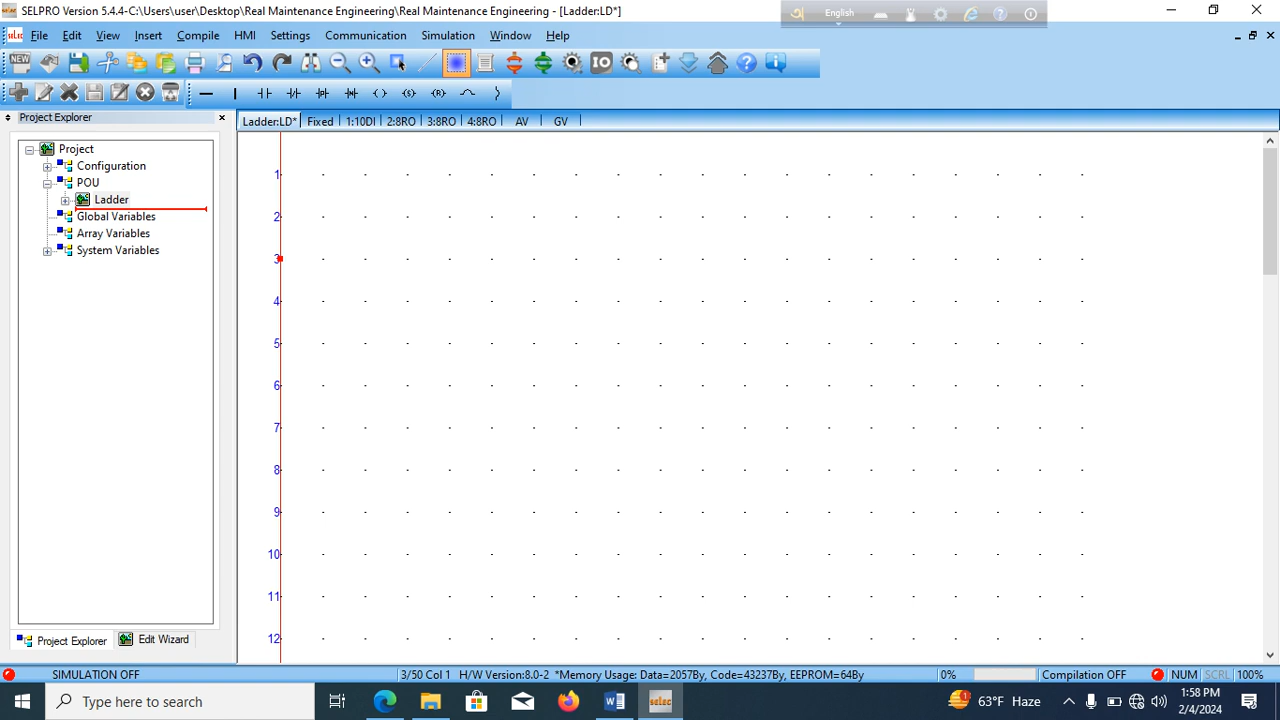 SELPRO Version 5.4.4-C:\Users\user\Desktop\Real Maintenance Engineering\Real Maintenance Engineering - [Ladder:LD*]
English
selec File Edit View Insert Compile HMI Settings Communication Simulation Window Help
NEW IO
(S) (R)
Project Explorer
Ladder:LD* Fixed 1:10DI 2:8RO 3:8RO 4:8RO AV GV
Project
Configuration
POU
Ladder
Global Variables
Array Variables
System Variables
1
2
3
4
5
6
7
8
9
10
11
12
Project Explorer Edit Wizard
SIMULATION OFF 3/50 Col 1 H/W Version:8.0-2 *Memory Usage: Data=2057By, Code=43237By, EEPROM=64By 0% Compilation OFF NUM SCRL 100%
Type here to search selec 63°F Haze 1:58 PM
2/4/2024